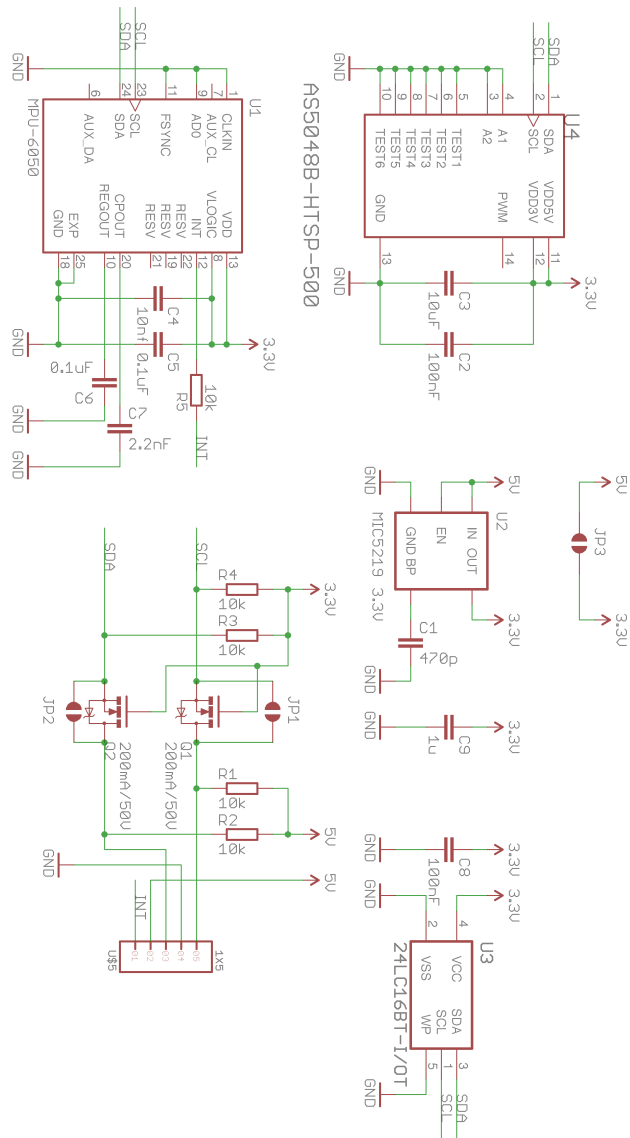 AS5048B-HTSP-500
U4
SDA
SCL
1
SDA
2
SCL
4
A1
3
A2
5
TEST1
6
TEST2
7
TEST3
8
TEST4
9
TEST5
10
TEST6
VDD5V
11
VDD3V
12
PWM
14
GND
13
GND
GND
3.3V
C3
10uF
C2
100nF
U1
MPU-6050
SCL
SDA
GND
1
CLKIN
7
AUX_CL
9
AD0
11
FSYNC
23
SCL
24
SDA
6
AUX_DA
VDD
13
VLOGIC
8
INT
12
RESV
22
RESV
19
RESV
21
CPOUT
20
REGOUT
10
EXP
25
GND
18
GND
GND
GND
GND
3.3V
C4
10nf
C5
0.1uF
C6
0.1uF
C7
2.2nF
R5
10k
INT
U2
MIC5219 3.3V
IN
OUT
EN
GND
BP
5V
3.3V
GND
C1
470p
GND
5V
JP3
3.3V
3.3V
C9
1u
GND
3.3V
C8
100nF
GND
SCL
SDA
R4
10k
R3
10k
3.3V
JP1
JP2
Q1
200mA/50V
Q2
200mA/50V
R1
10k
R2
10k
5V
5V
GND
INT
1X5
U$5
01
02
03
04
05
U3
24LC16BT-I/OT
3.3V
GND
4
VCC
2
VSS
SDA
3
SCL
1
WP
5
SDA
SCL
GND